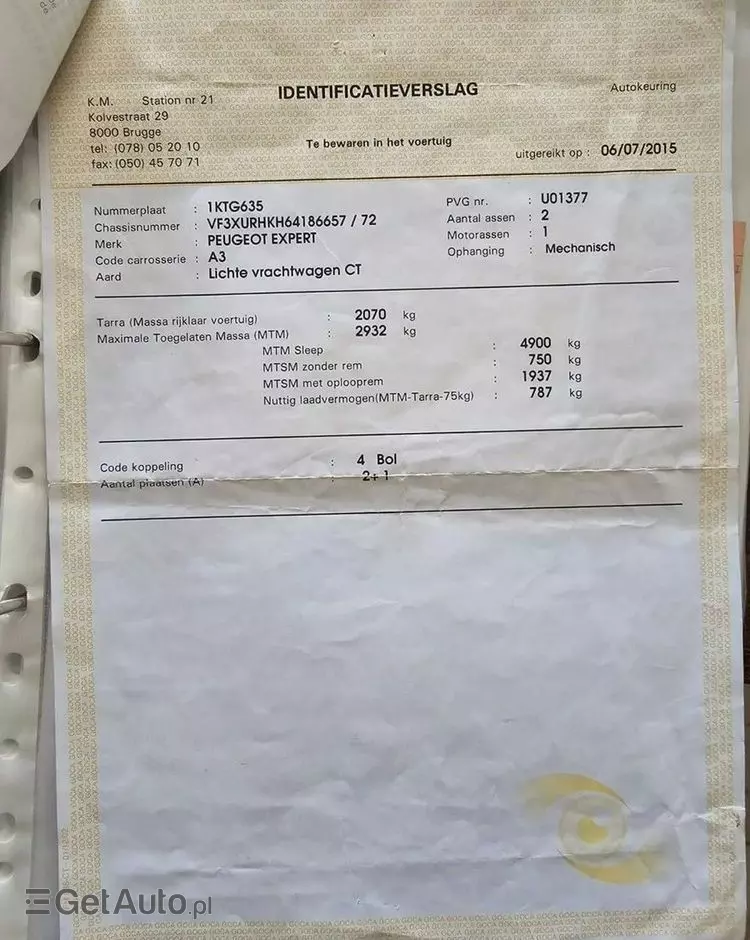 IDENTIFICATIEVERSLAG
Autokeuring
K.M. Station nr 21
Kolvestraat 29
8000 Brugge
tel: (078) 05 20 10
fax: (050) 45 70 71
Te bewaren in het voertuig
uitgereikt op : 06/07/2015
Nummerplaat : 1KTG635
Chassisnummer : VF3XURHKH64186657 / 72
Merk : PEUGEOT EXPERT
Code carrosserie : A3
Aard : Lichte vrachtwagen CT
PVG nr. : U01377
Aantal assen : 2
Motorassen : 1
Ophanging : Mechanisch
Tarra (Massa rijklaar voertuig) : 2070 kg
Maximale Toegelaten Massa (MTM) : 2932 kg
MTM Sleep : 4900 kg
MTSM zonder rem : 750 kg
MTSM met oplooprem : 1937 kg
Nuttig laadvermogen(MTM-Tarra-75kg) : 787 kg
Code koppeling : 4 Bol
Aantal plaatsen (A) : 2+1
GetAuto.pl